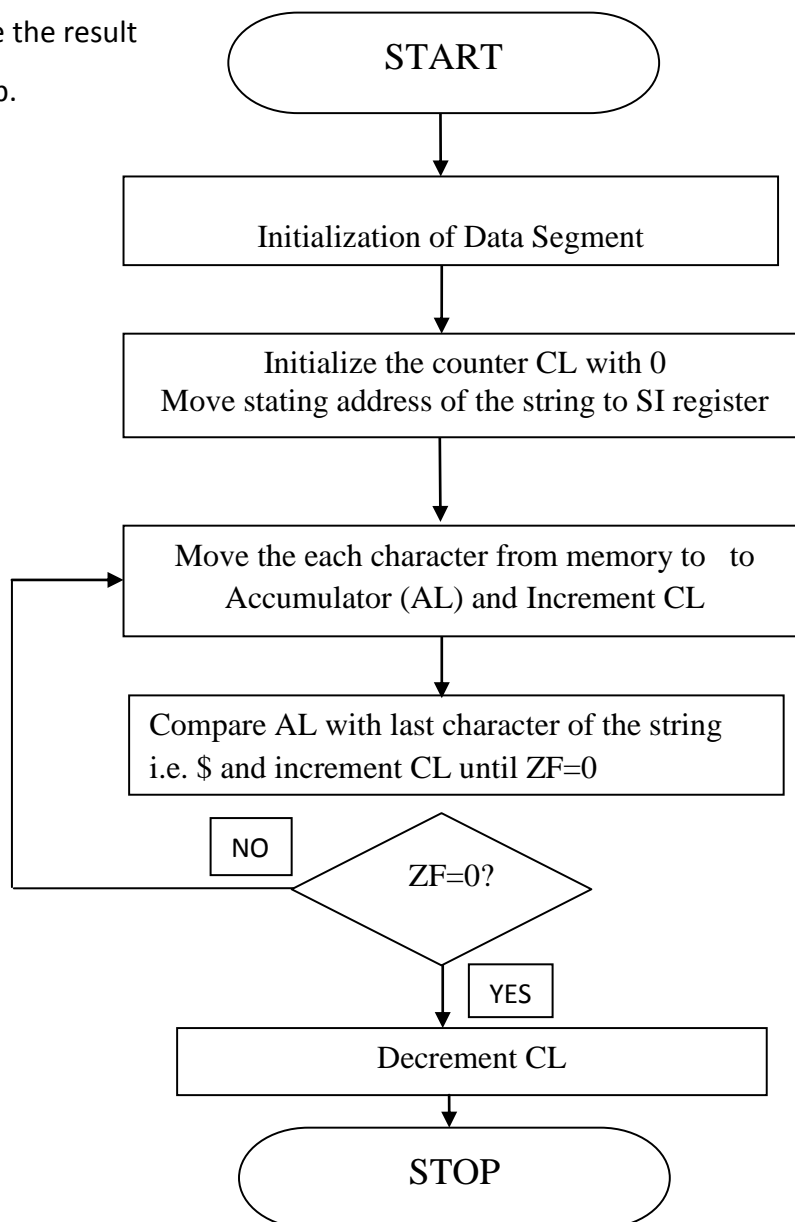 e the result
START
Initialization of Data Segment
Initialize the counter CL with 0
Move stating address of the string to SI register
Move the each character from memory to to
Accumulator (AL) and Increment CL
Compare AL with last character of the string
i.e. $ and increment CL until ZF=0
NO
ZF=0?
YES
Decrement CL
STOP